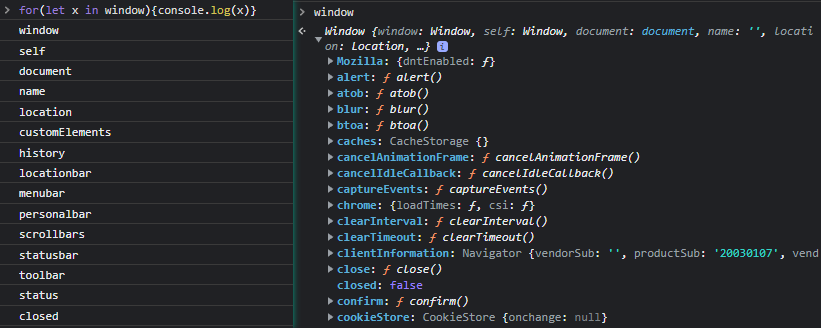 for(let x in window){console.log(x)}
window
self
document
name
location
customElements
history
locationbar
menubar
personalbar
scrollbars
statusbar
toolbar
status
closed
window
Window {window: Window, self: Window, document: document, name: '', locati
on: Location, …} i
Mozilla: {dntEnabled: ƒ}
alert: ƒ alert()
atob: ƒ atob()
blur: ƒ blur()
btoa: ƒ btoa()
caches: CacheStorage {}
cancelAnimationFrame: ƒ cancelAnimationFrame()
cancelIdleCallback: ƒ cancelIdleCallback()
captureEvents: ƒ captureEvents()
chrome: {loadTimes: ƒ, csi: ƒ}
clearInterval: ƒ clearInterval()
clearTimeout: ƒ clearTimeout()
clientInformation: Navigator {vendorSub: '', productSub: '20030107', vend
close: ƒ close()
closed: false
confirm: ƒ confirm()
cookieStore: CookieStore {onchange: null}